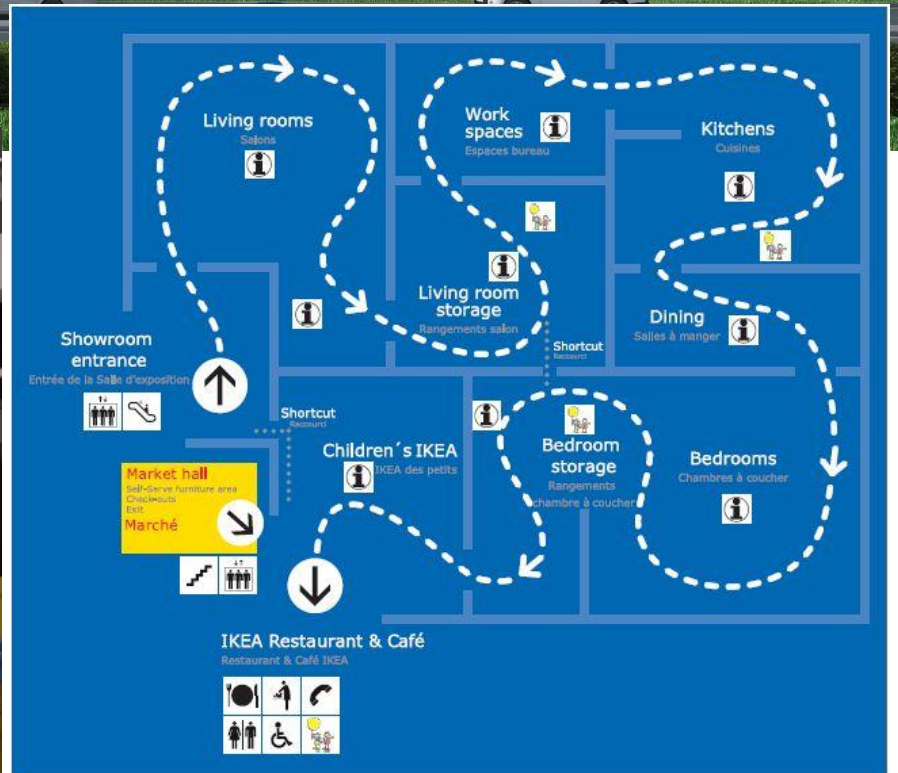 Living rooms
Salons
Work
spaces
Espaces bureau
Kitchens
Cuisines
Living room
storage
Rangements salon
Dining
Salles à manger
Showroom
entrance
Entrée de la Salle d'exposition
Shortcut
Raccourci
Shortcut
Raccourci
Children´s IKEA
IKEA des petits
Bedroom
storage
Rangements
chambre à coucher
Bedrooms
Chambres à coucher
Market hall
Self-Serve furniture area
Check-outs
Exit
Marché
IKEA Restaurant & Café
Restaurant & Café IKEA